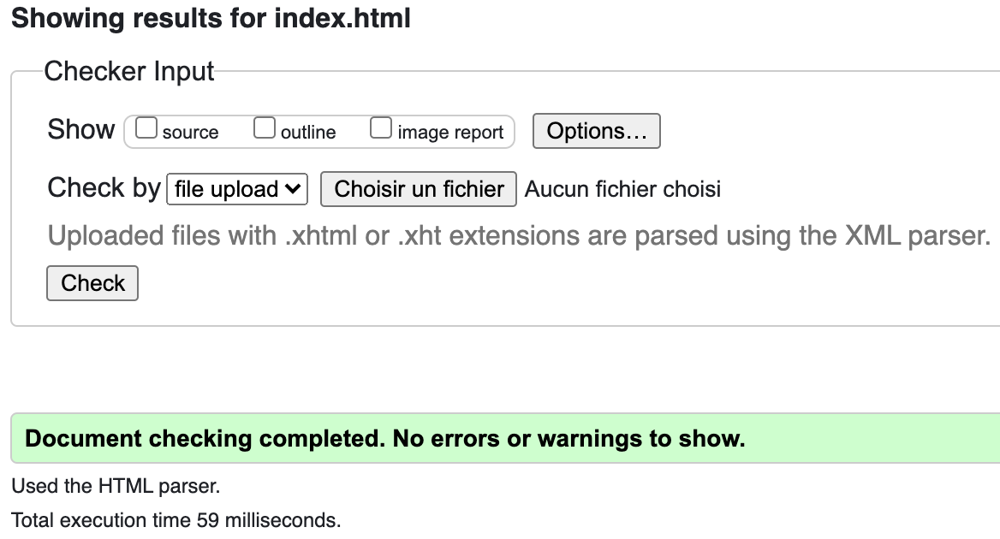 Showing results for index.html
Checker Input
Show source outline image report Options…
Check by file upload Choisir un fichier Aucun fichier choisi
Uploaded files with .xhtml or .xht extensions are parsed using the XML parser.
Check
Document checking completed. No errors or warnings to show.
Used the HTML parser.
Total execution time 59 milliseconds.